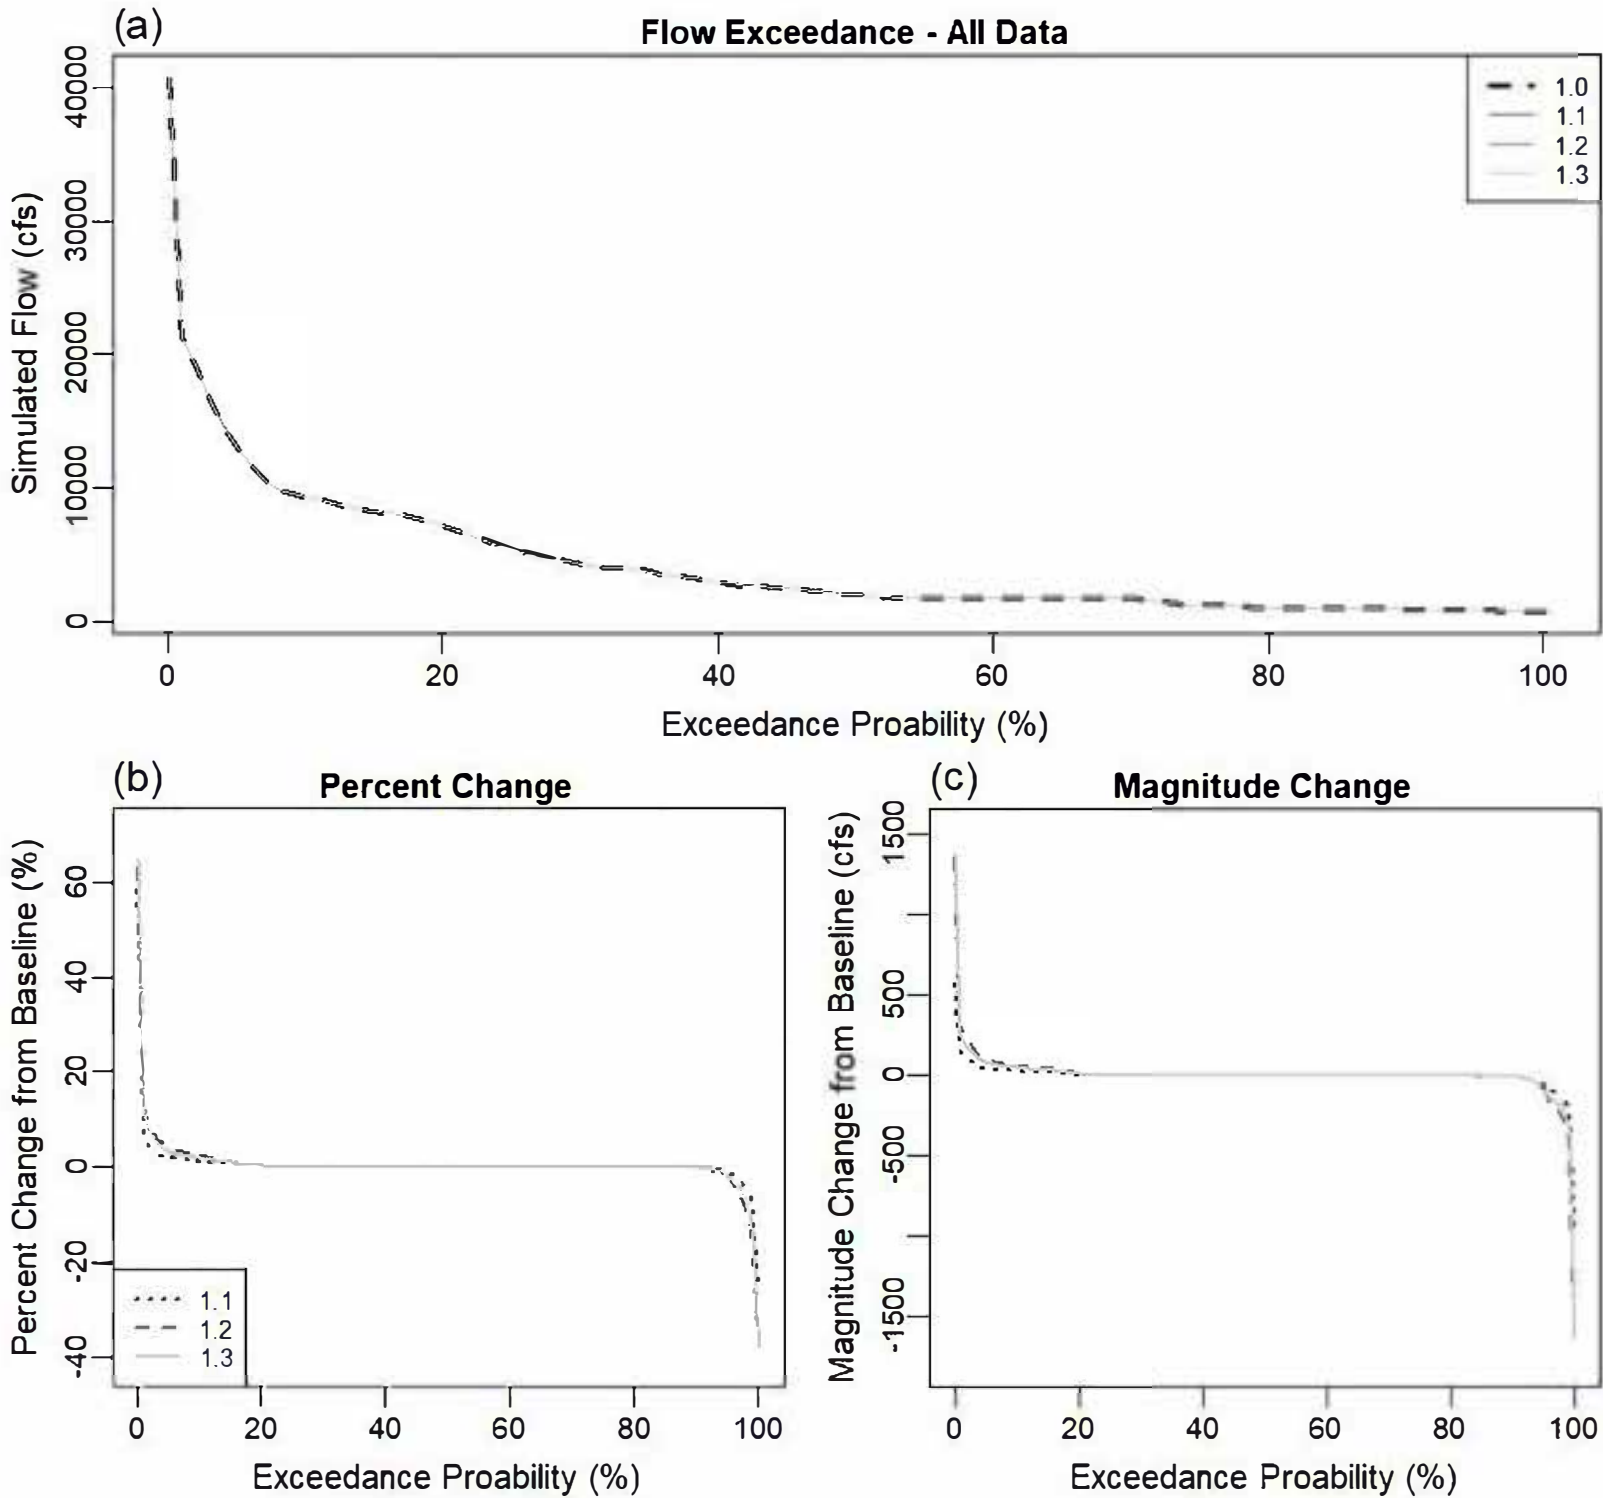 (a)
Flow Exceedance - All Data
Simulated Flow (cfs)
40000
30000
20000
10000
0
1.0
1.1
1.2
1.3
0 20 40 60 80 100
Exceedance Proability (%)
(b)
Percent Change
Percent Change from Baseline (%)
60
40
20
0
-20
-40
1.1
1.2
1.3
0 20 40 60 80 100
Exceedance Proability (%)
(c)
Magnitude Change
Magnitude Change from Baseline (cfs)
1500
500
0
-500
-1500
0 20 40 60 80 100
Exceedance Proability (%)